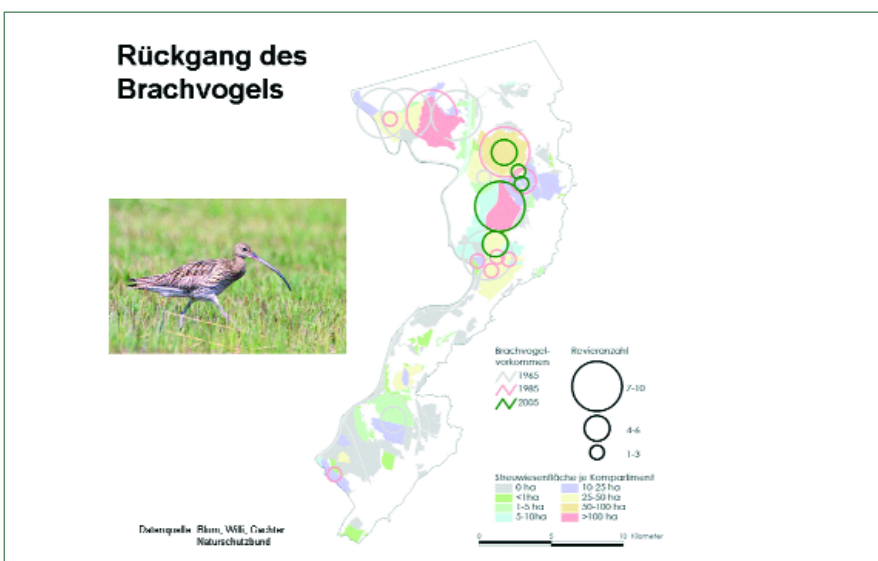 Rückgang des
Brachvogels
Brachvogel-
vorkommen
1965
1985
2005
Revieranzahl
7-10
4-6
1-3
Streuwiesenfläche je Kompartiment
0 ha
<1ha
1-5 ha
5-10ha
10-25 ha
25-50 ha
50-100 ha
>100 ha
0 5 10 Kilometer
Datenquelle: Blum, Willi, Gächter
Naturschutzbund